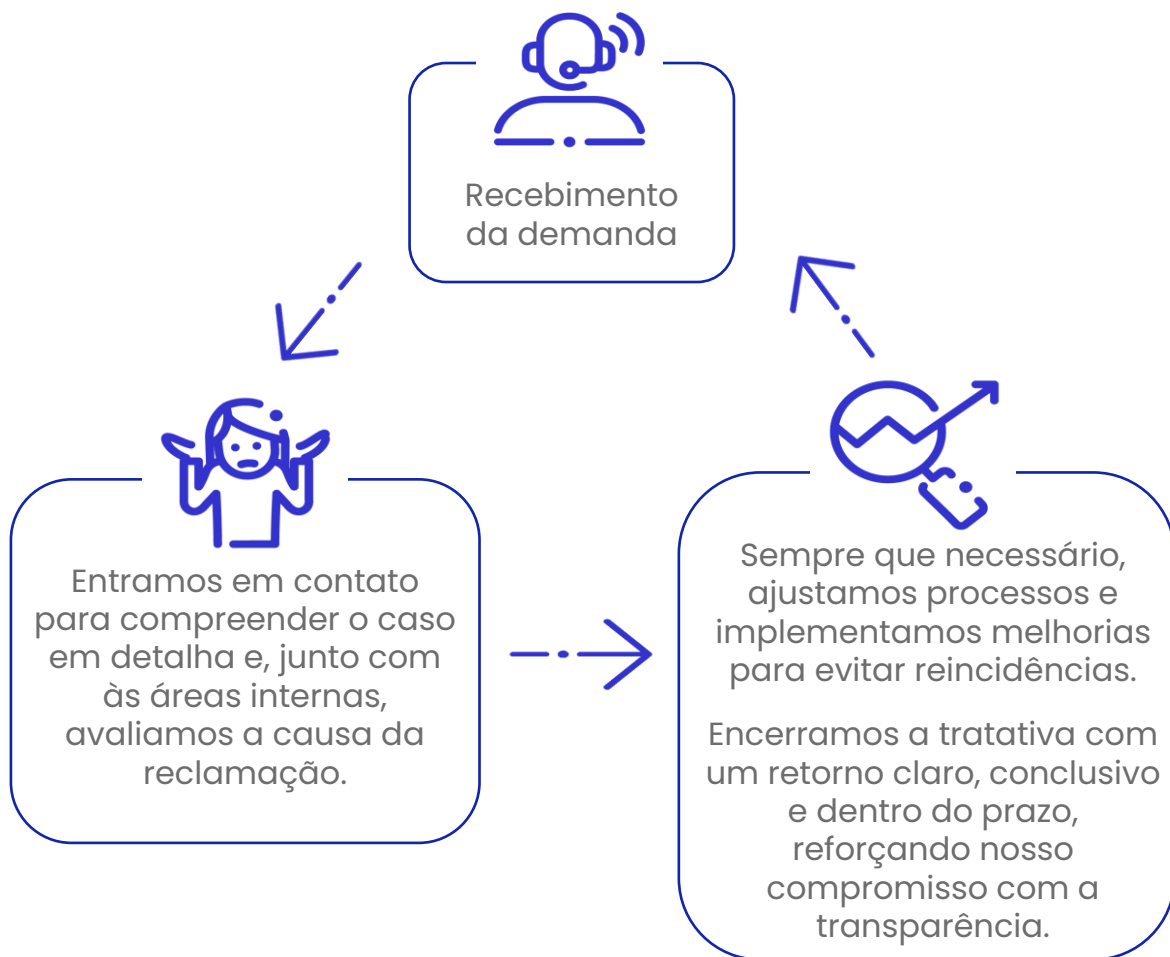 Recebimento
da demanda
Entramos em contato
para compreender o caso
em detalha e, junto com
às áreas internas,
avaliamos a causa da
reclamação.
Sempre que necessário,
ajustamos processos e
implementamos melhorias
para evitar reincidências.
Encerramos a tratativa com
um retorno claro, conclusivo
e dentro do prazo,
reforçando nosso
compromisso com a
transparência.